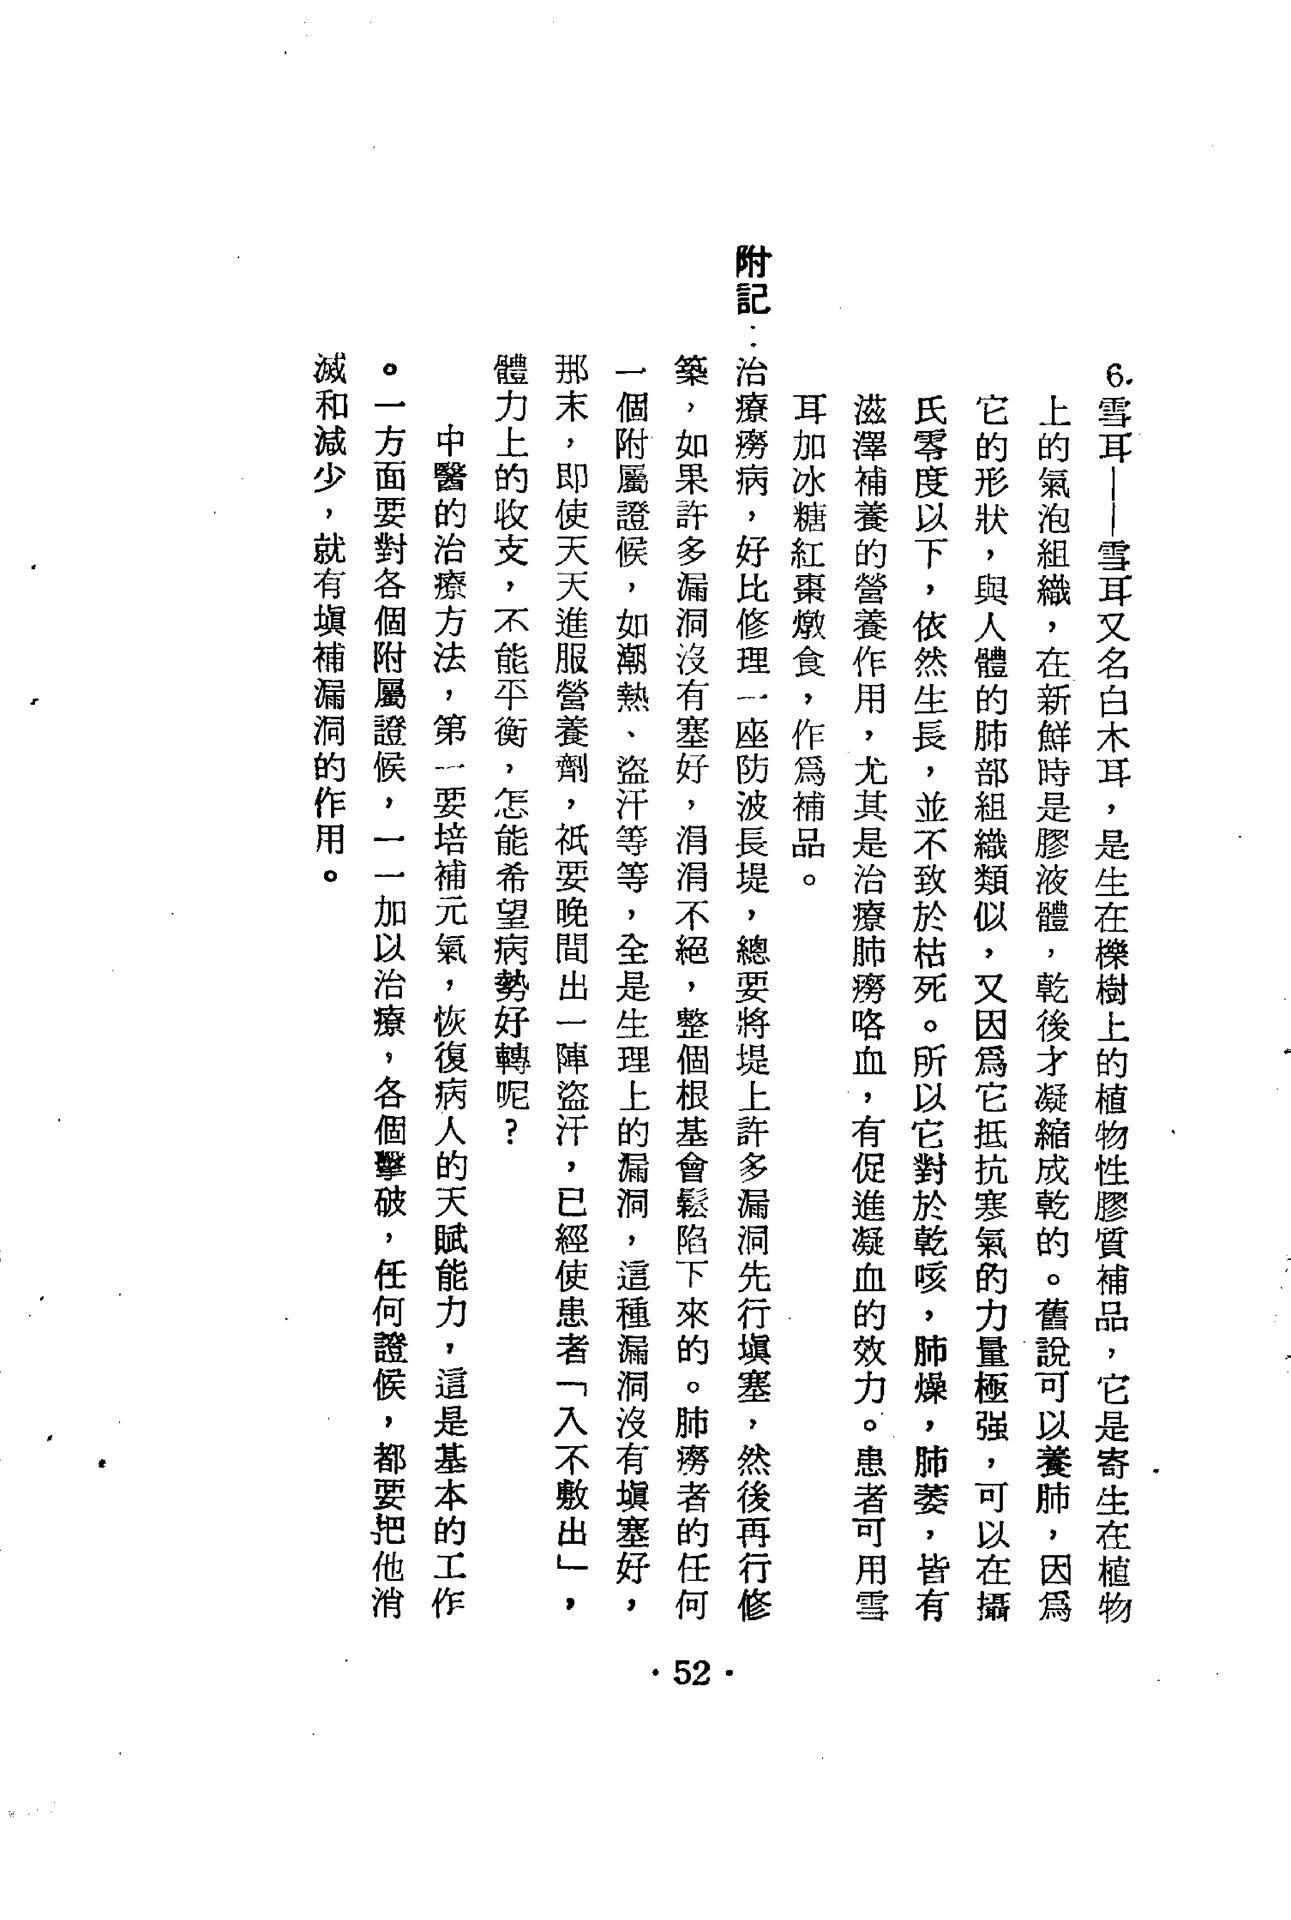 6.雪耳——雪耳又名白木耳，是生在櫟樹上的植物性膠質補品，它是寄生在植物
上的氣泡組織，在新鮮時是膠液體，乾後才凝縮成乾的。舊說可以養肺，因爲
它的形狀，與人體的肺部組織類似，又因爲它抵抗寒氣的力量極强，可以在攝
氏零度以下，依然生長，並不致於枯死。所以它對於乾咳，肺燥，肺萎，皆有
滋澤補養的營養作用，尤其是治療肺癆咯血，有促進凝血的效力。患者可用雪
耳加冰糖紅棗燉食，作爲補品。
附記：治療癆病，好比修理一座防波長堤，總要將堤上許多漏洞先行塡塞，然後再行修
築，如果許多漏洞沒有塞好，涓涓不絕，整個根基會鬆陷下來的。肺癆者的任何
一個附屬證候，如潮熱、盜汗等等，全是生理上的漏洞，這種漏洞沒有塡塞好，
那末，即使天天進服營養劑，祇要晚間出一陣盜汗，已經使患者「入不敷出」，
體力上的收支，不能平衡，怎能希望病勢好轉呢？
中醫的治療方法，第一要培補元氣，恢復病人的天賦能力，這是基本的工作
。一方面要對各個附屬證候，一一加以治療，各個擊破，任何證候，都要把他消
滅和減少，就有塡補漏洞的作用。
·52·